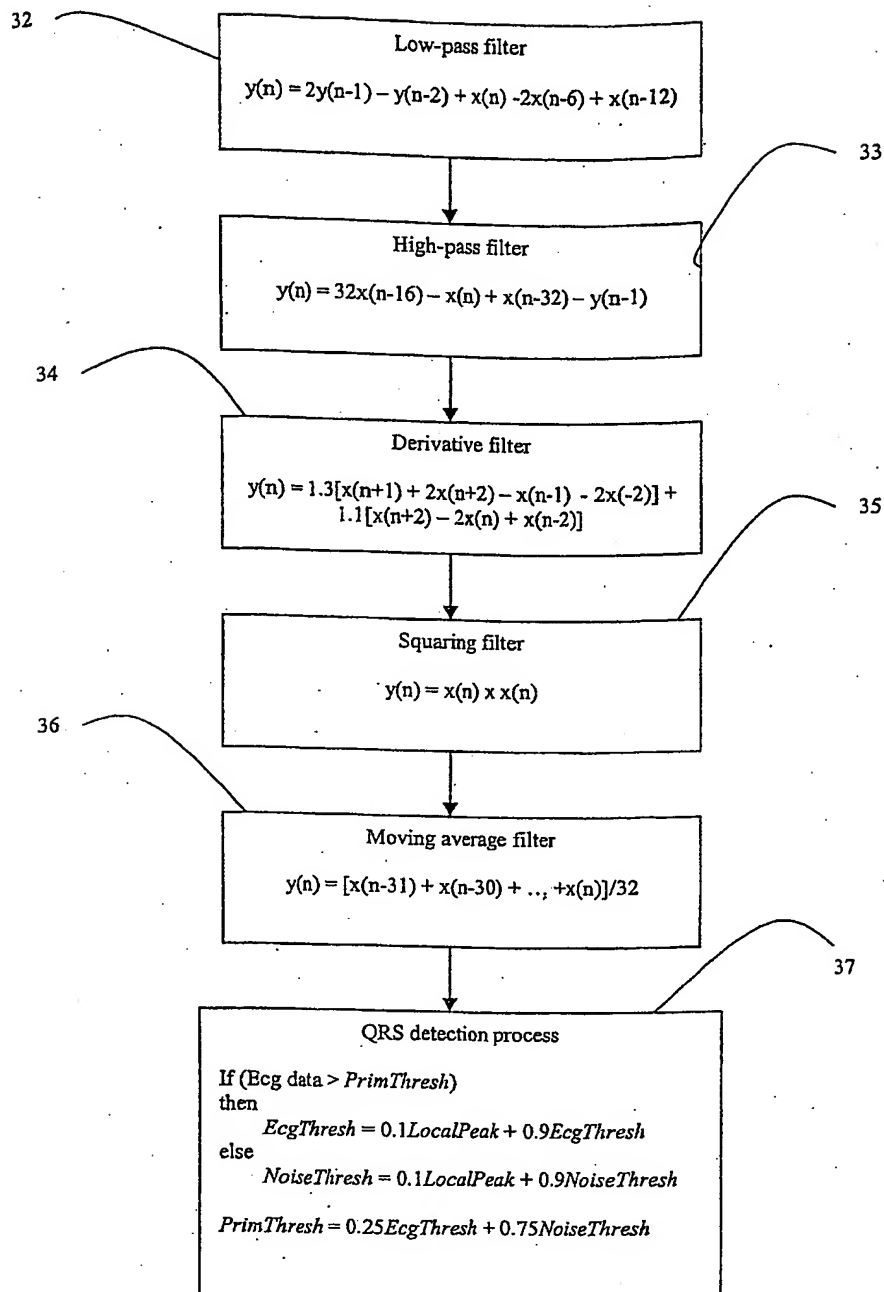 32
Low-pass filter
y(n) = 2y(n-1) – y(n-2) + x(n) -2x(n-6) + x(n-12)
33
High-pass filter
y(n) = 32x(n-16) – x(n) + x(n-32) – y(n-1)
34
Derivative filter
y(n) = 1.3[x(n+1) + 2x(n+2) – x(n-1) - 2x(-2)] +
1.1[x(n+2) – 2x(n) + x(n-2)]
35
Squaring filter
y(n) = x(n) x x(n)
36
Moving average filter
y(n) = [x(n-31) + x(n-30) + .., +x(n)]/32
37
QRS detection process
If (Ecg data > PrimThresh)
then
EcgThresh = 0.1LocalPeak + 0.9EcgThresh
else
NoiseThresh = 0.1LocalPeak + 0.9NoiseThresh
PrimThresh = 0.25EcgThresh + 0.75NoiseThresh